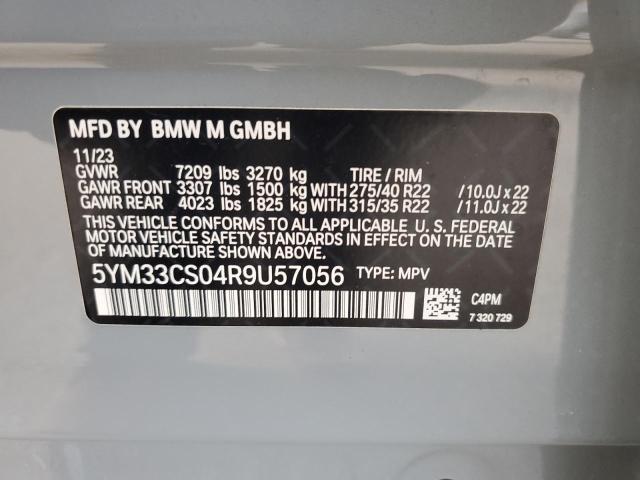 MFD BY BMW M GMBH
11/23
GVWR 7209 lbs 3270 kg TIRE / RIM
GAWR FRONT 3307 lbs 1500 kg WITH 275/40 R22 /10.0J x 22
GAWR REAR 4023 lbs 1825 kg WITH 315/35 R22 /11.0J x 22
THIS VEHICLE CONFORMS TO ALL APPLICABLE U. S. FEDERAL
MOTOR VEHICLE SAFETY STANDARDS IN EFFECT ON THE DATE
OF MANUFACTURE SHOWN ABOVE.
5YM33CS04R9U57056 TYPE: MPV
C4PM
7 320 729